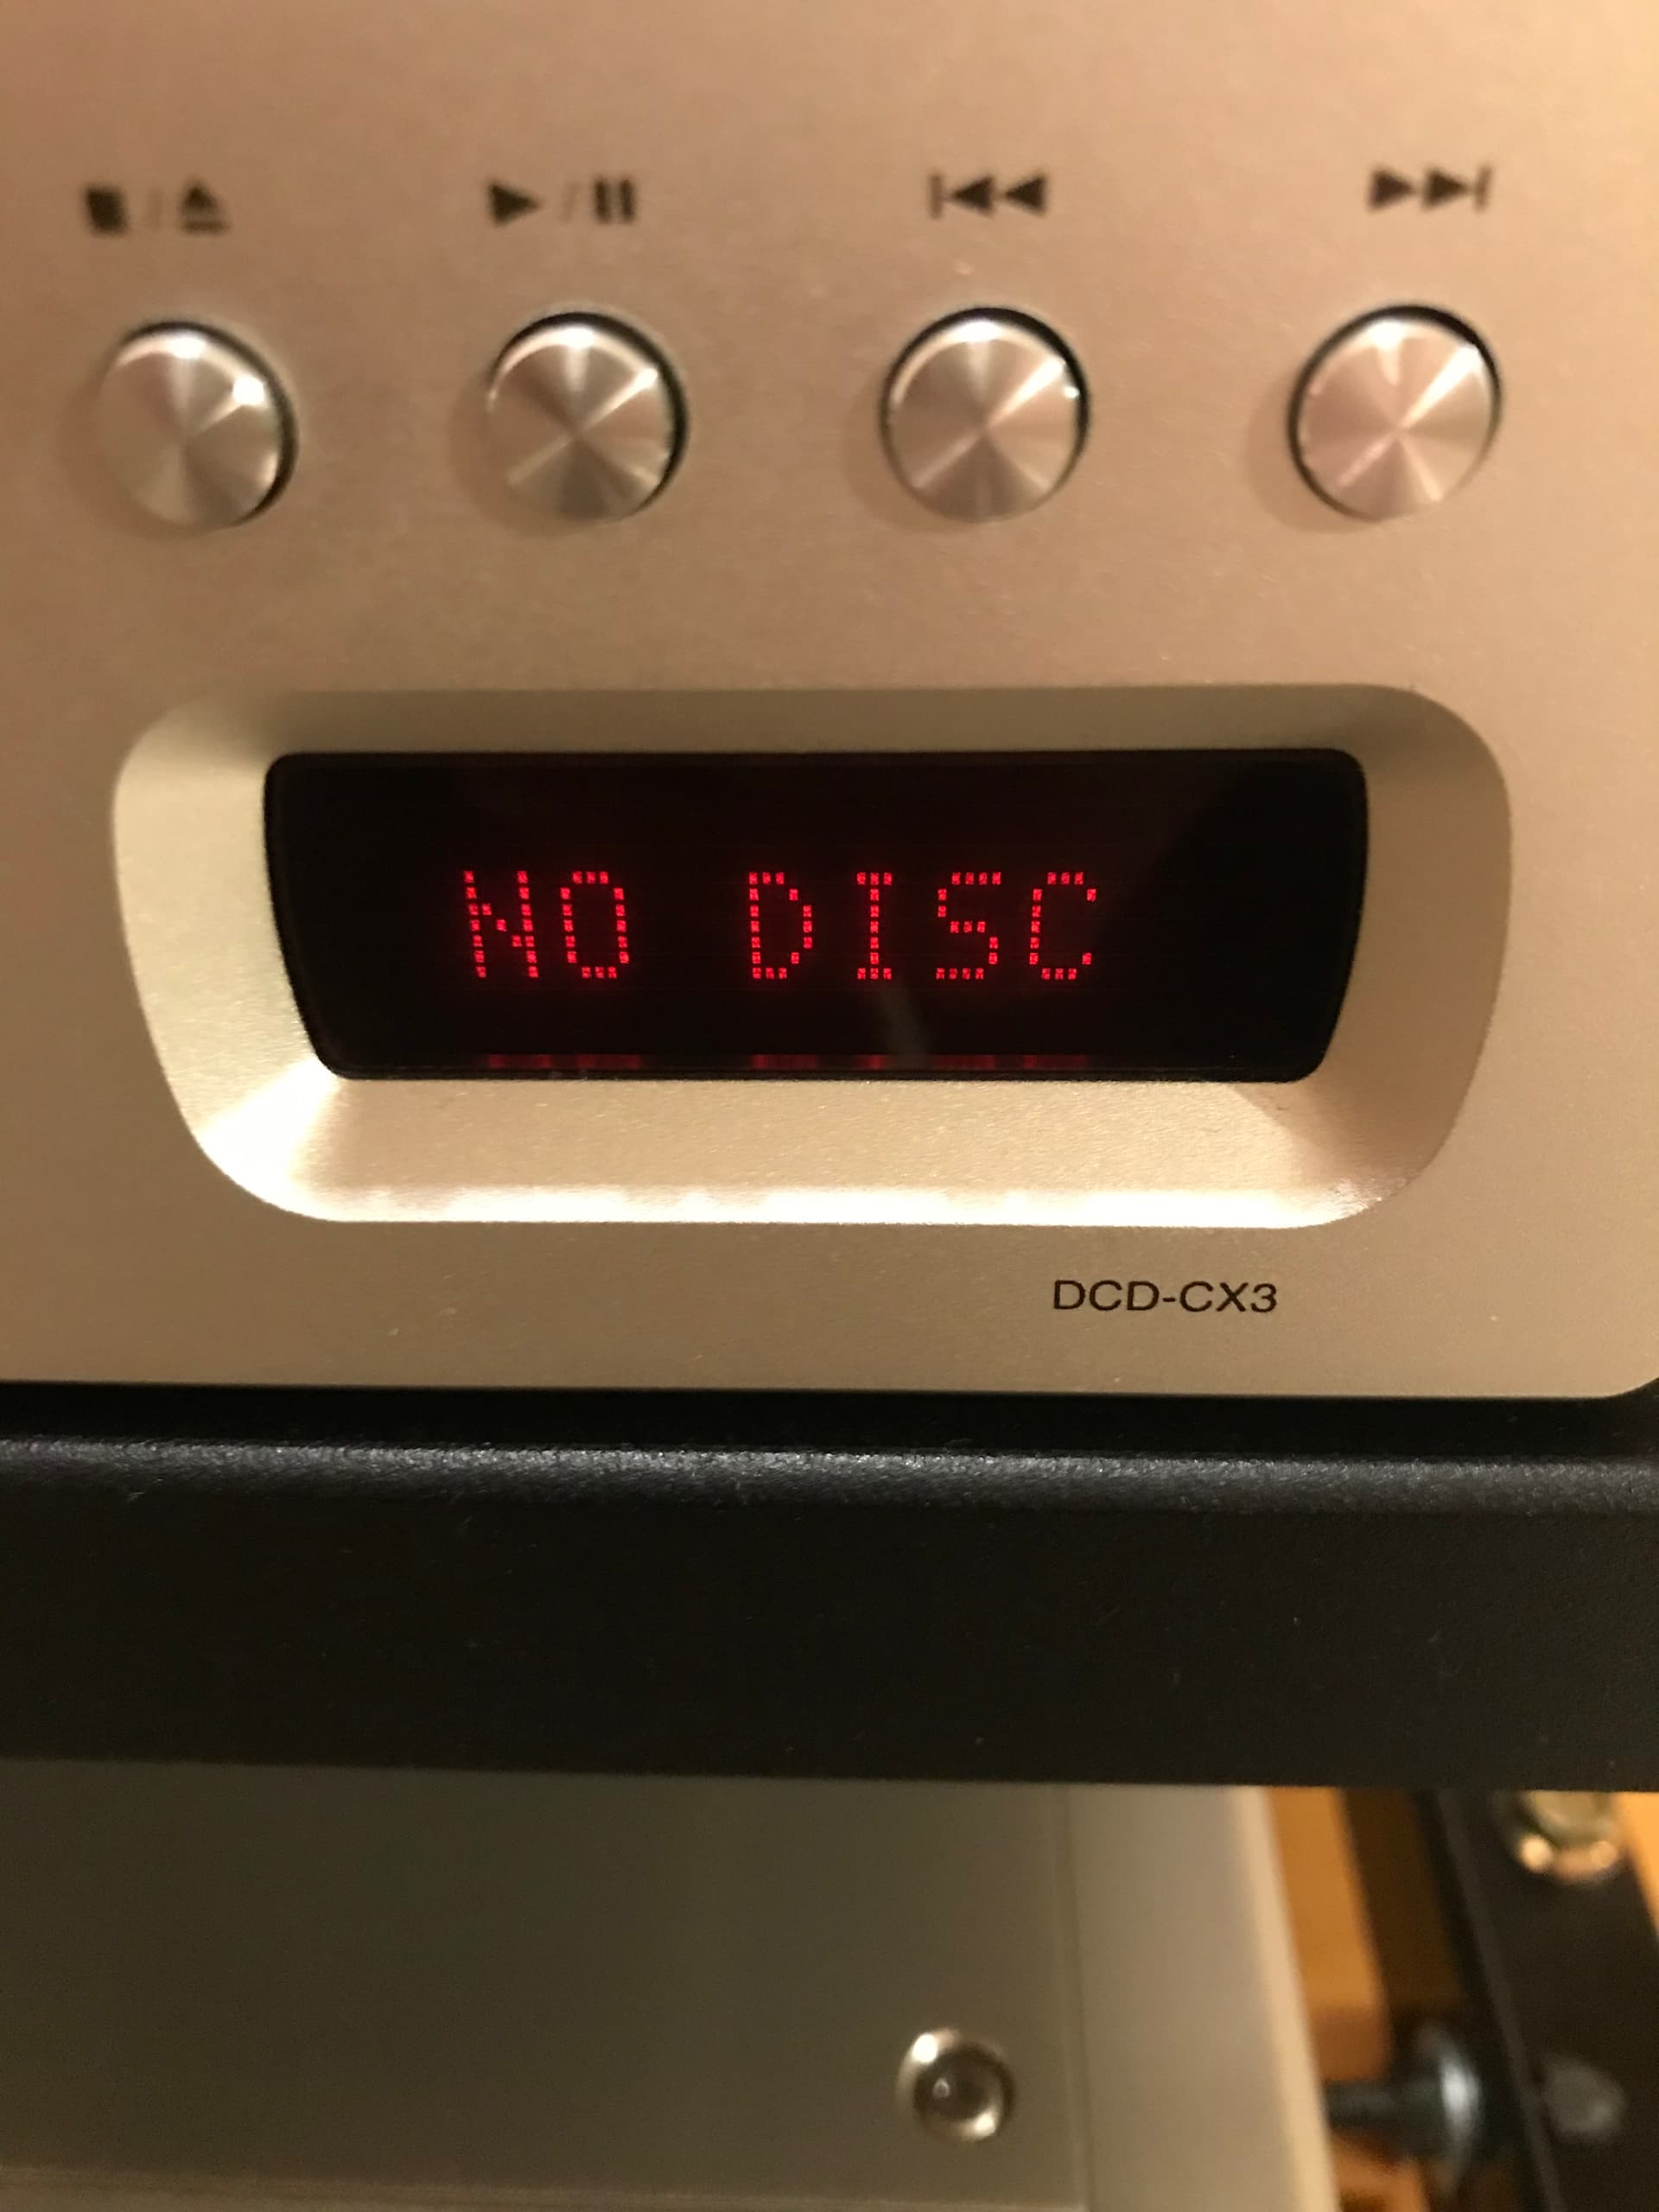 NO DISC
DCD-CX3